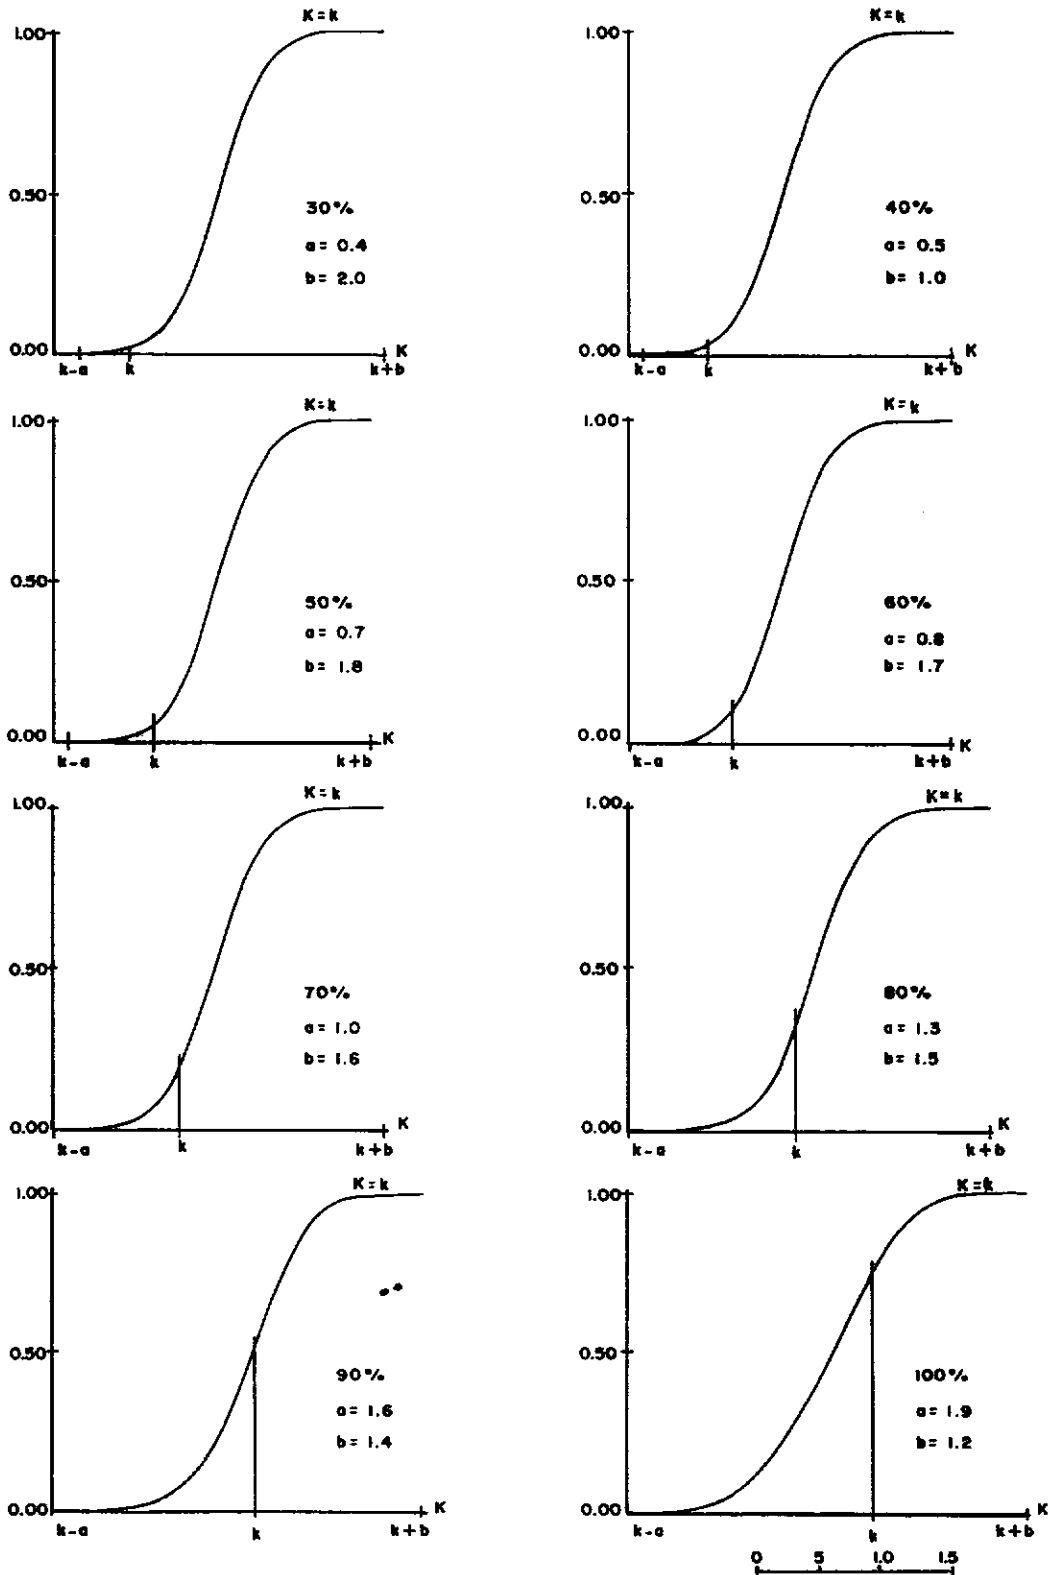 K=k
1.00
0.50
30%
a= 0.4
b= 2.0
0.00
k-a
k
k+b
K
K=k
1.00
0.50
40%
a= 0.5
b= 1.0
0.00
k-a
k
k+b
K
K=k
1.00
0.50
50%
a= 0.7
b= 1.8
0.00
k-a
k
k+b
K
K=k
1.00
0.50
60%
a= 0.8
b= 1.7
0.00
k-a
k
k+b
K
K=k
1.00
0.50
70%
a= 1.0
b= 1.6
0.00
k-a
k
k+b
K
K=k
1.00
0.50
80%
a= 1.3
b= 1.5
0.00
k-a
k
k+b
K
K=k
1.00
0.50
90%
a= 1.6
b= 1.4
0.00
k-a
k
k+b
K
K=k
1.00
0.50
100%
a= 1.9
b= 1.2
0.00
k-a
k
k+b
K
0 5 1.0 1.5